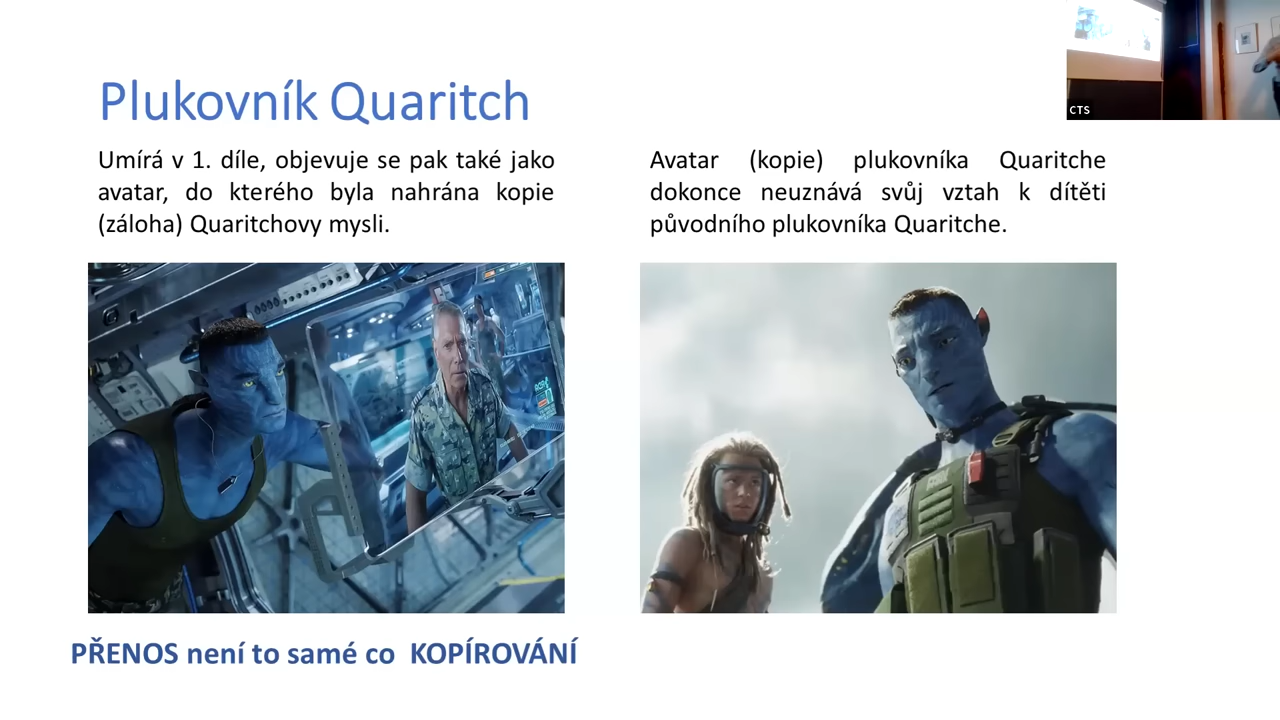 Plukovník Quaritch
Umírá v 1. díle, objevuje se pak také jako
avatar, do kterého byla nahrána kopie
(záloha) Quaritchovy mysli.
Avatar (kopie) plukovníka Quaritche
dokonce neuznává svůj vztah k dítěti
původního plukovníka Quaritche.
PŘENOS není to samé co KOPÍROVÁNÍ
CTS